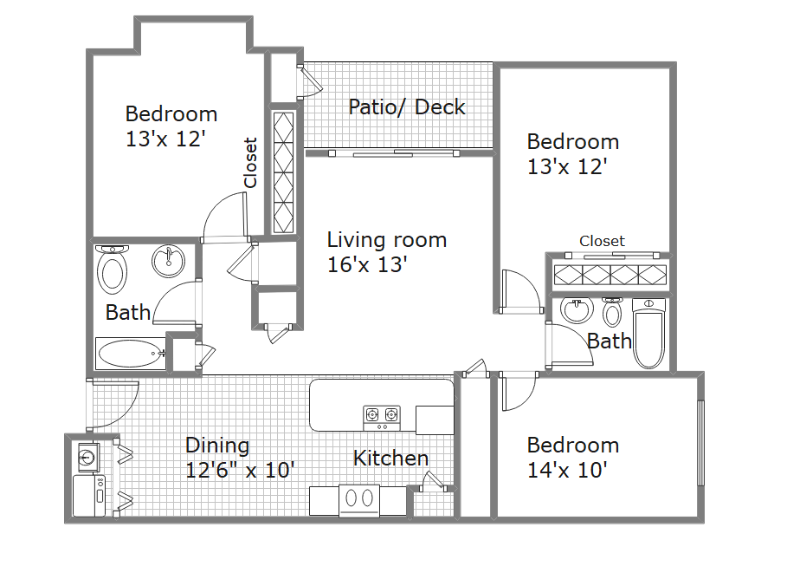 Bedroom
13'x 12'
Closet
Patio/ Deck
Bedroom
13'x 12'
Living room
16'x 13'
Closet
Bath
Bath
Dining
12'6" x 10'
Kitchen
Bedroom
14'x 10'